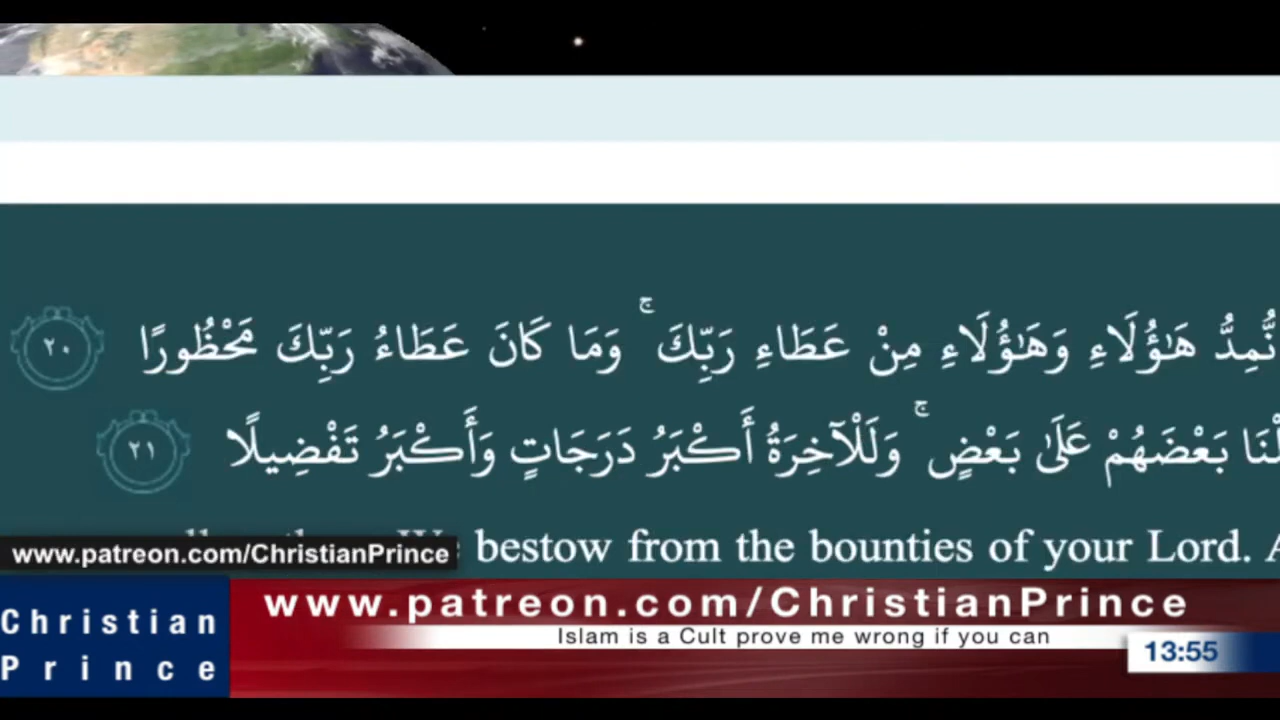 نُّمِدُّ هَٰؤُلَاءِ وَهَٰؤُلَاءِ مِنْ عَطَاءِ رَبِّكَ ۚ وَمَا كَانَ عَطَاءُ رَبِّكَ مَحْظُورًا ٢٠
لْنَا بَعْضَهُمْ عَلَىٰ بَعْضٍ ۚ وَلَلْآخِرَةُ أَكْبَرُ دَرَجَاتٍ وَأَكْبَرُ تَفْضِيلًا ٢١
bestow from the bounties of your Lord. A
www.patreon.com/ChristianPrince
www.patreon.com/ChristianPrince
Christian
Prince
Islam is a Cult prove me wrong if you can
13:55